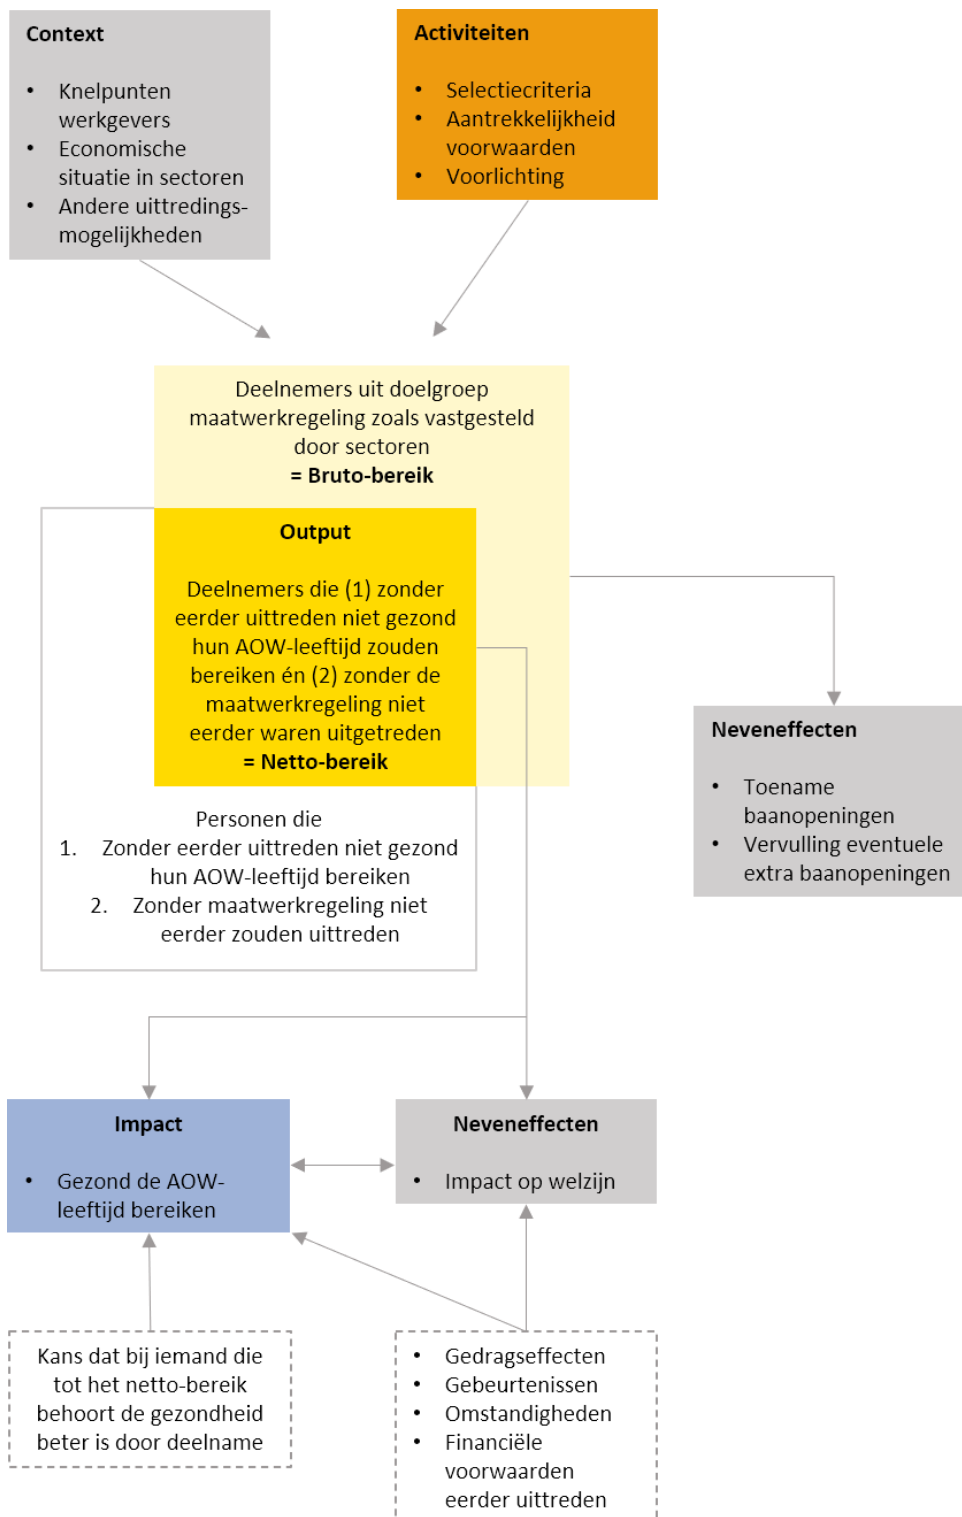 Context
• Knelpunten
werkgevers
• Economische
situatie in sectoren
• Andere uittredings-
mogelijkheden
Activiteiten
• Selectiecriteria
• Aantrekkelijkheid
voorwaarden
• Voorlichting
Deelnemers uit doelgroep
maatwerkregeling zoals vastgesteld
door sectoren
= Bruto-bereik
Output
Deelnemers die (1) zonder
eerder uittreden niet gezond
hun AOW-leeftijd zouden
bereiken én (2) zonder de
maatwerkregeling niet
eerder waren uitgetreden
= Netto-bereik
Personen die
1. Zonder eerder uittreden niet gezond
hun AOW-leeftijd bereiken
2. Zonder maatwerkregeling niet
eerder zouden uittreden
Neveneffecten
• Toename
baanopeningen
• Vervulling eventuele
extra baanopeningen
Impact
• Gezond de AOW-
leeftijd bereiken
Neveneffecten
• Impact op welzijn
Kans dat bij iemand die
tot het netto-bereik
behoort de gezondheid
beter is door deelname
• Gedragseffecten
• Gebeurtenissen
• Omstandigheden
• Financiële
voorwaarden
eerder uittreden